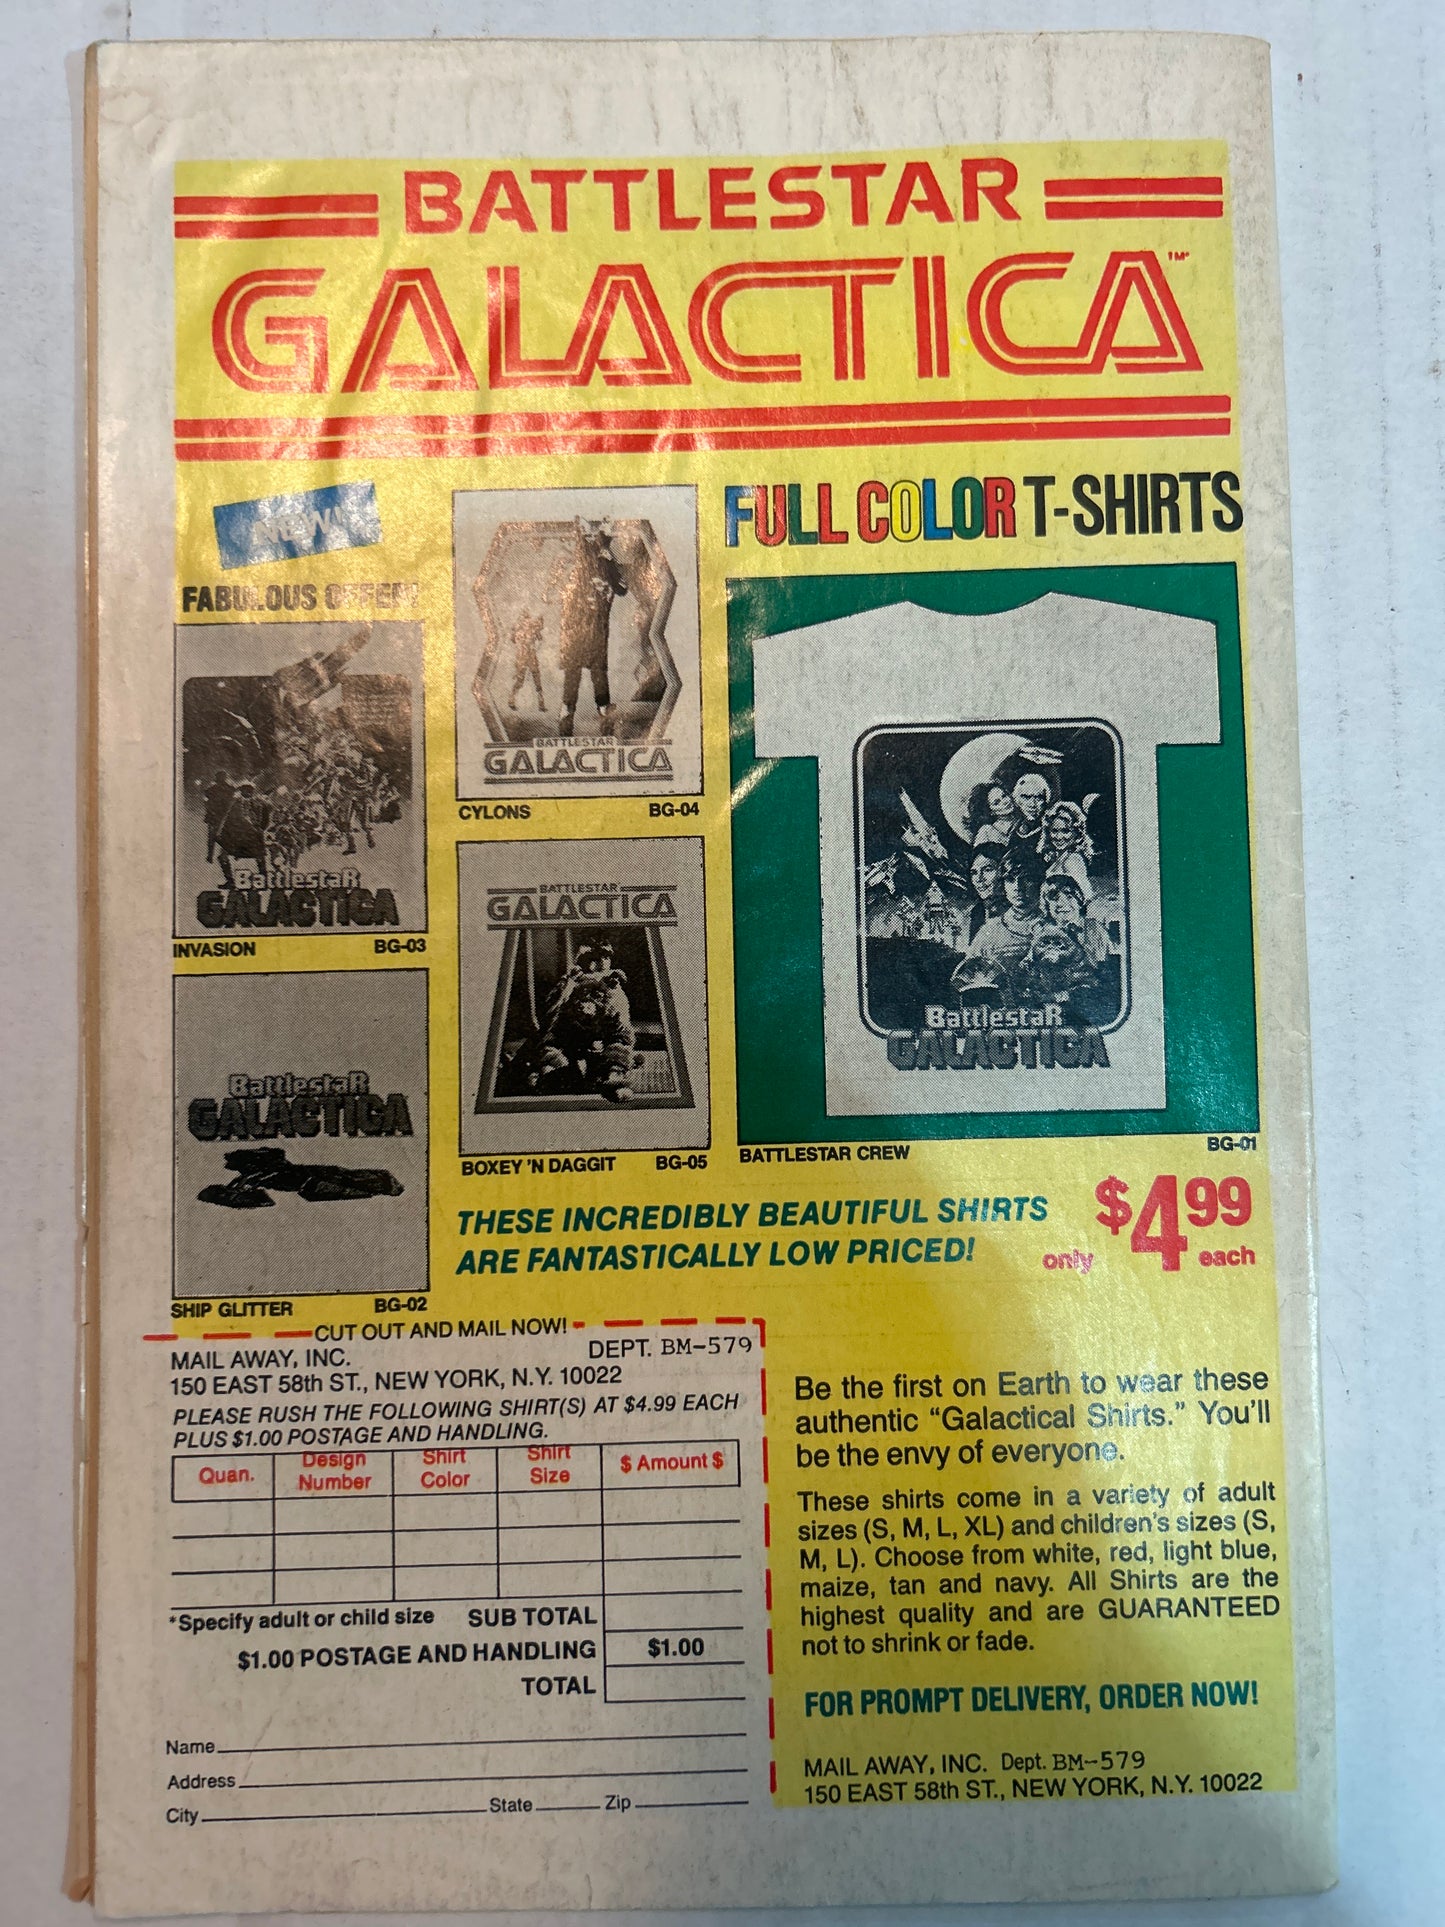 BATTLESTAR
GALACTICA™
NEW!
FABULOUS OFFER!
FULL COLOR T-SHIRTS
BATTLESTAR
GALACTICA
CYLONS BG-04
BattlestaR
GALACTICA
INVASION BG-03
BATTLESTAR
GALACTICA
BOXEY 'N DAGGIT BG-05
BattlestaR
GALACTICA
BATTLESTAR CREW BG-01
BattlestaR
GALACTICA
SHIP GLITTER BG-02
THESE INCREDIBLY BEAUTIFUL SHIRTS
ARE FANTASTICALLY LOW PRICED!
only $4.99 each
CUT OUT AND MAIL NOW!
MAIL AWAY, INC. DEPT. BM-579
150 EAST 58th ST., NEW YORK, N.Y. 10022
PLEASE RUSH THE FOLLOWING SHIRT(S) AT $4.99 EACH
PLUS $1.00 POSTAGE AND HANDLING.
Quan. Design Number Shirt Color Shirt Size $ Amount $
*Specify adult or child size SUB TOTAL
$1.00 POSTAGE AND HANDLING $1.00
TOTAL
Name
Address
City State Zip
Be the first on Earth to wear these
authentic “Galactical Shirts.” You'll
be the envy of everyone.
These shirts come in a variety of adult
sizes (S, M, L, XL) and children's sizes (S,
M, L). Choose from white, red, light blue,
maize, tan and navy. All Shirts are the
highest quality and are GUARANTEED
not to shrink or fade.
FOR PROMPT DELIVERY, ORDER NOW!
MAIL AWAY, INC. Dept. BM-579
150 EAST 58th ST., NEW YORK, N.Y. 10022